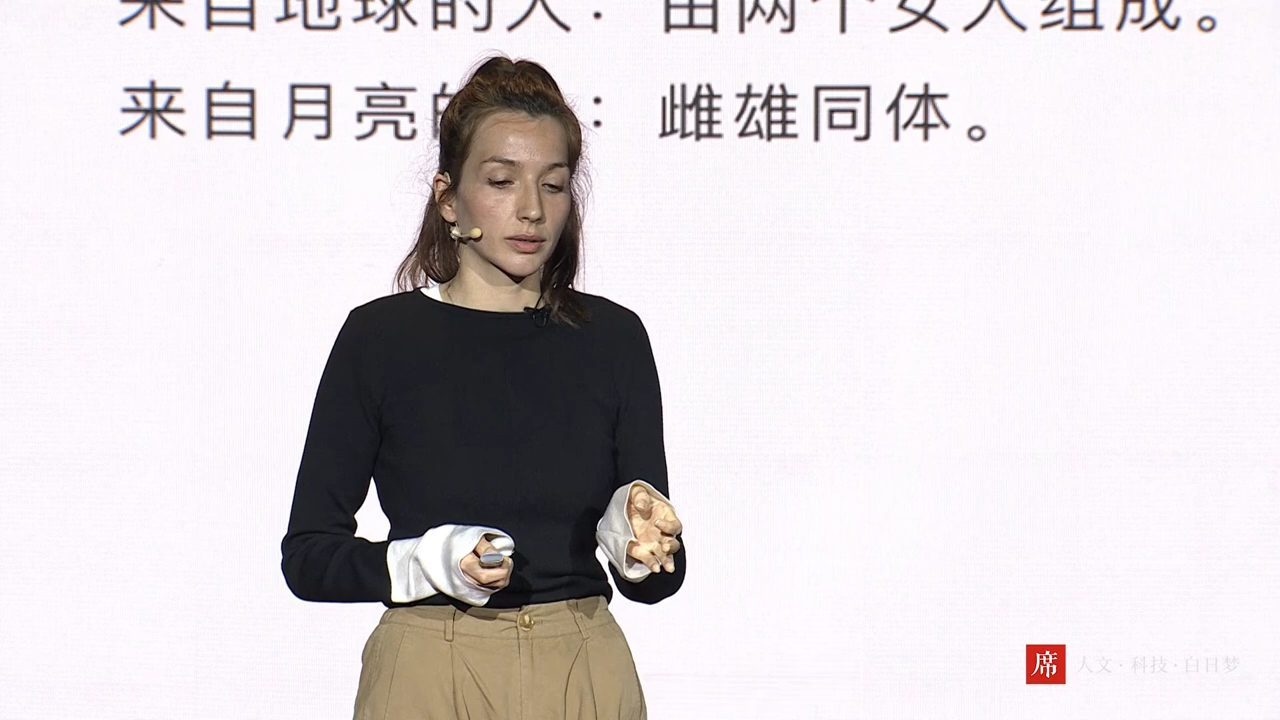 来自地球的人：由两个女人组成。
来自月亮的 ：雌雄同体。
席 人文·科技·白日梦